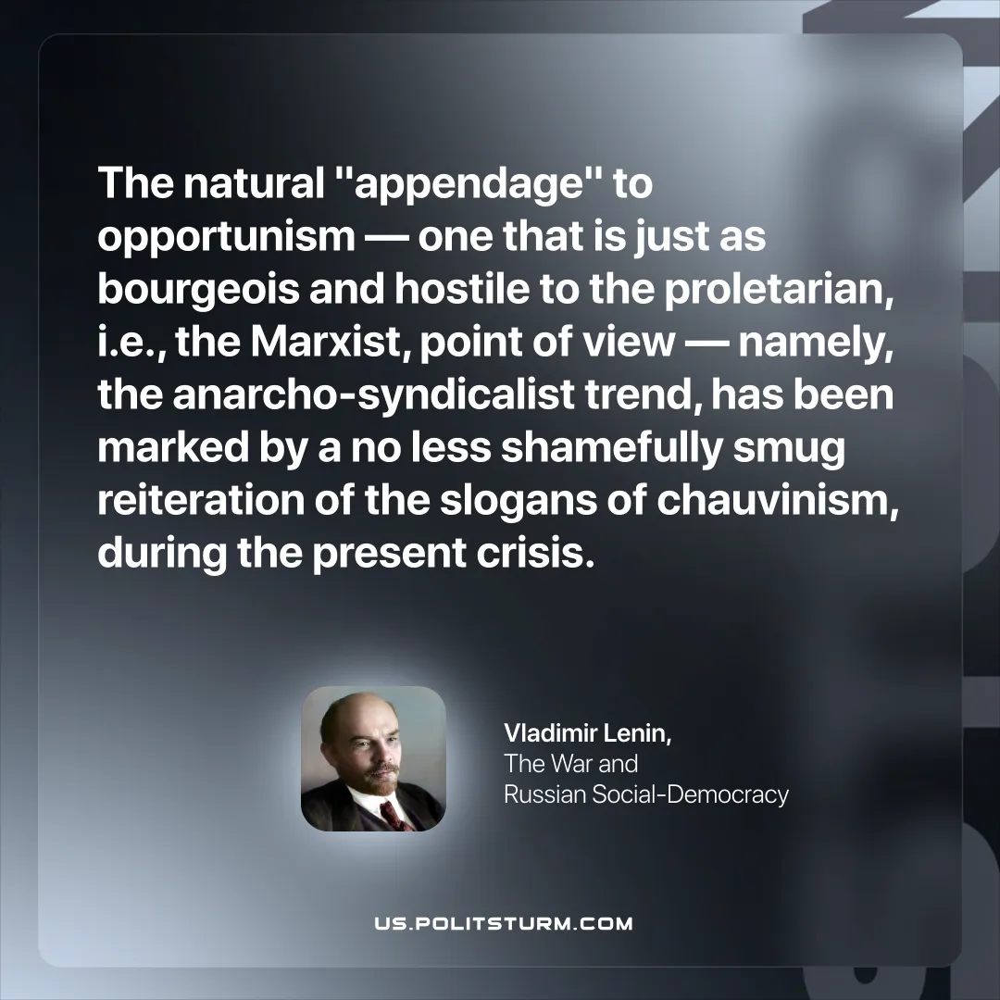 The natural "appendage" to
opportunism — one that is just as
bourgeois and hostile to the proletarian,
i.e., the Marxist, point of view — namely,
the anarcho-syndicalist trend, has been
marked by a no less shamefully smug
reiteration of the slogans of chauvinism,
during the present crisis.
Vladimir Lenin,
The War and
Russian Social-Democracy
US.POLITSTURM.COM